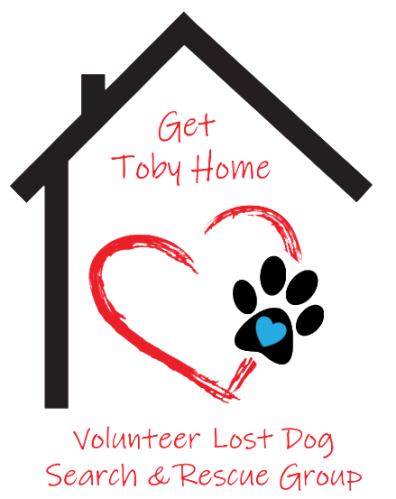 Get
Toby Home
Volunteer Lost Dog
Search & Rescue Group